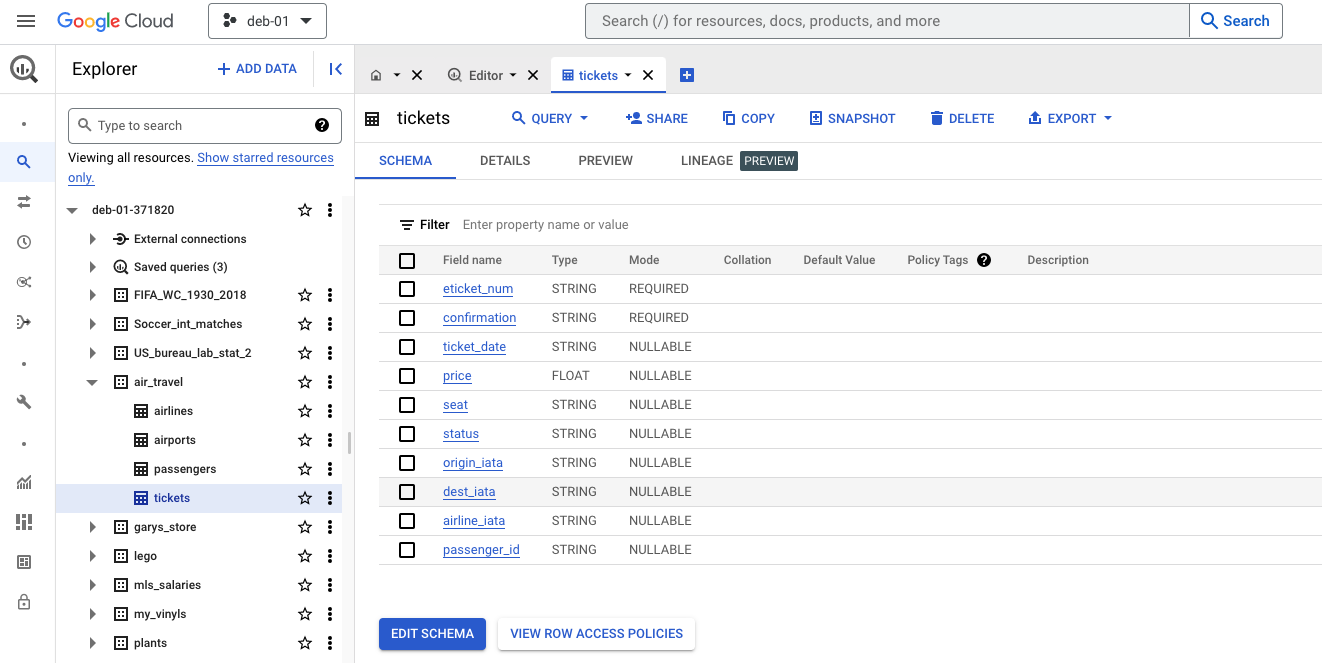 Google Cloud
deb-01
Search (/) for resources, docs, products, and more
Search
Explorer
ADD DATA
Type to search
Viewing all resources. Show starred resources
only.
deb-01-371820
External connections
Saved queries (3)
FIFA_WC_1930_2018
Soccer_int_matches
US_bureau_lab_stat_2
air_travel
airlines
airports
passengers
tickets
garys_store
lego
mls_salaries
my_vinyls
plants
Editor
tickets
tickets
QUERY
SHARE
COPY
SNAPSHOT
DELETE
EXPORT
SCHEMA DETAILS PREVIEW LINEAGE PREVIEW
Filter Enter property name or value
Field name Type Mode Collation Default Value Policy Tags Description
eticket_num STRING REQUIRED
confirmation STRING REQUIRED
ticket_date STRING NULLABLE
price FLOAT NULLABLE
seat STRING NULLABLE
status STRING NULLABLE
origin_iata STRING NULLABLE
dest_iata STRING NULLABLE
airline_iata STRING NULLABLE
passenger_id STRING NULLABLE
EDIT SCHEMA
VIEW ROW ACCESS POLICIES